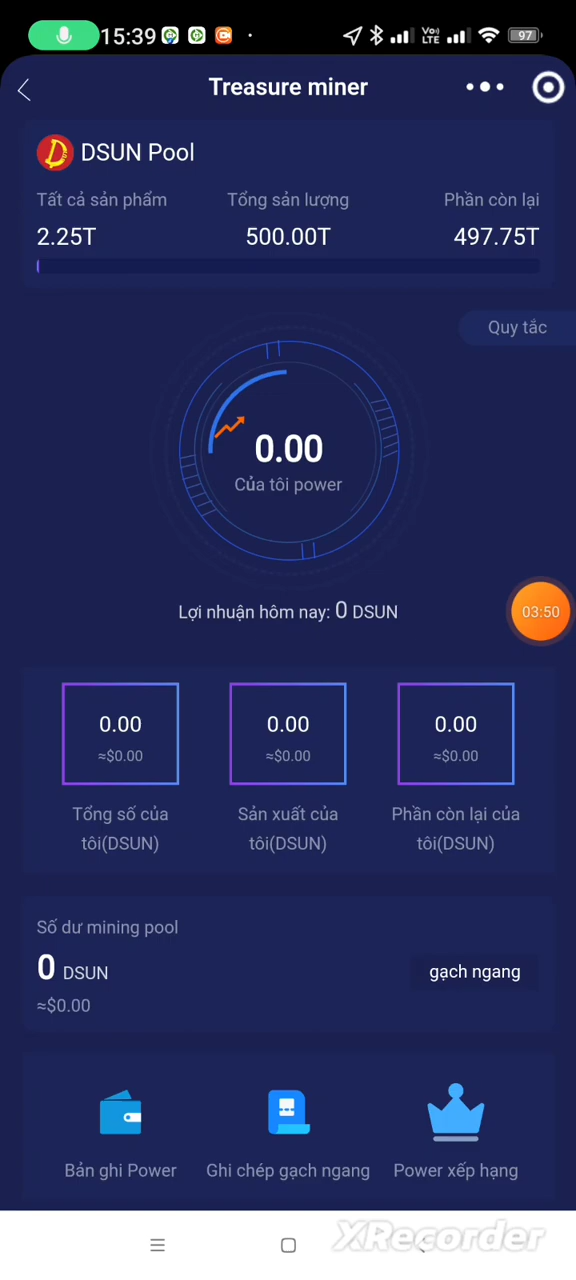 15:39
Vo) LTE
97
Treasure miner
DSUN Pool
Tất cả sản phẩm Tổng sản lượng Phần còn lại
2.25T 500.00T 497.75T
Quy tắc
0.00
Của tôi power
Lợi nhuận hôm nay: 0 DSUN
03:50
0.00 0.00 0.00
≈$0.00 ≈$0.00 ≈$0.00
Tổng số của Sản xuất của Phần còn lại của
tôi(DSUN) tôi(DSUN) tôi(DSUN)
Số dư mining pool
0 DSUN
gạch ngang
≈$0.00
Bản ghi Power Ghi chép gạch ngang Power xếp hạng
XRecorder